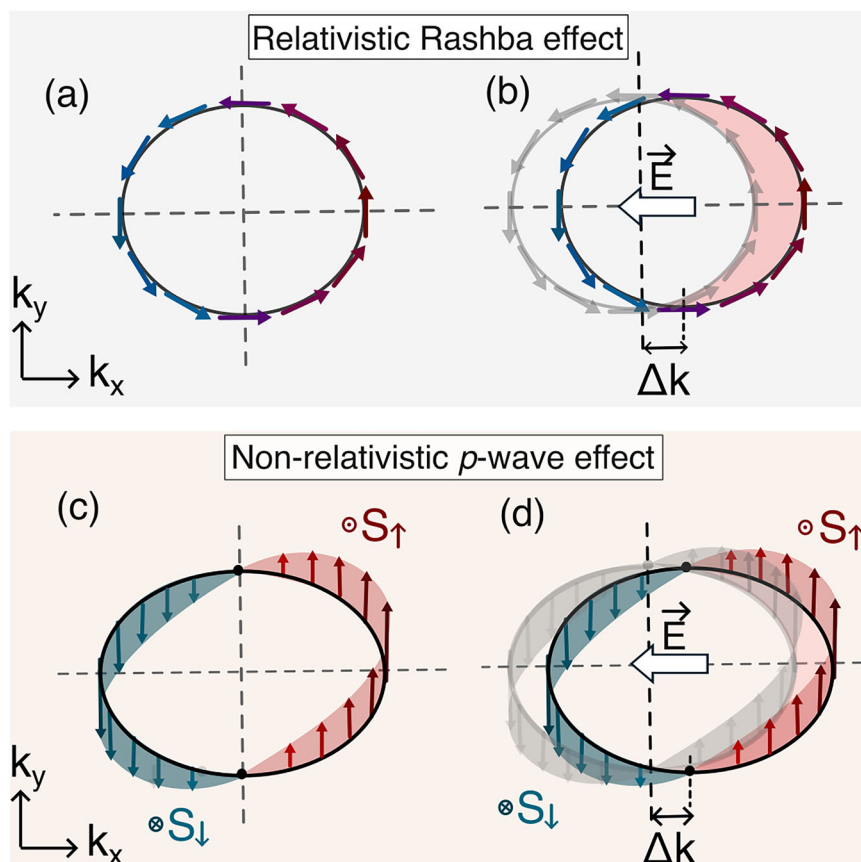 Relativistic Rashba effect
(a)
(b)
E
k_y
k_x
Δk
Non-relativistic p-wave effect
(c)
(d)
⊙S↑
⊙S↑
E
⊗S↓
⊗S↓
k_y
k_x
Δk